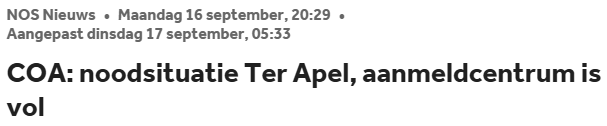 NOS Nieuws • Maandag 16 september, 20:29 •
Aangepast dinsdag 17 september, 05:33
COA: noodsituatie Ter Apel, aanmeldcentrum is
vol